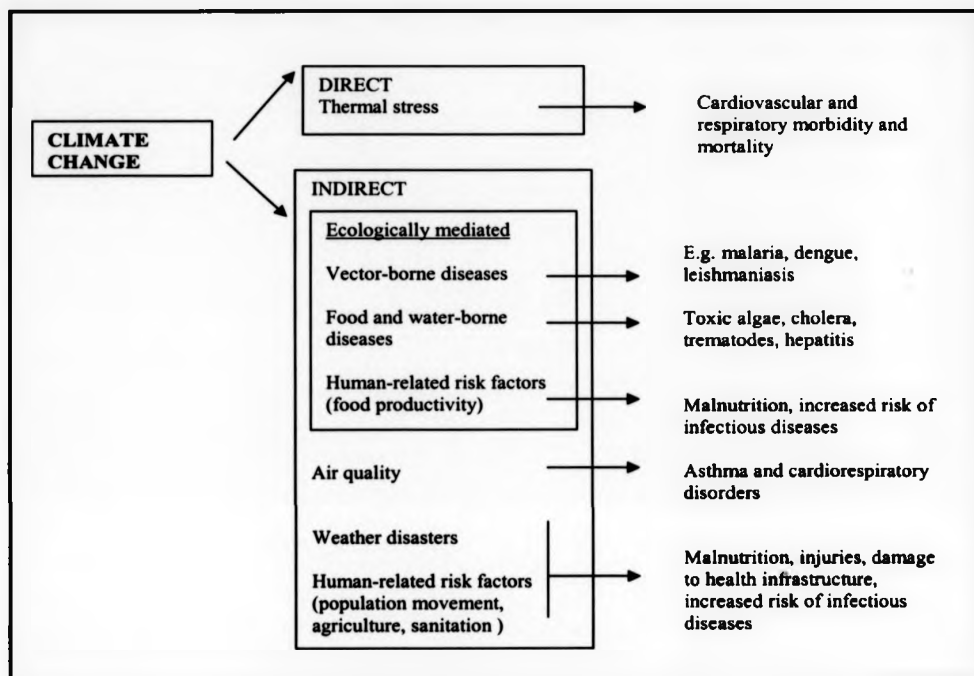 CLIMATE
CHANGE
DIRECT
Thermal stress
Cardiovascular and
respiratory morbidity and
mortality
INDIRECT
Ecologically mediated
Vector-borne diseases
E.g. malaria, dengue,
leishmaniasis
Food and water-borne
diseases
Toxic algae, cholera,
trematodes, hepatitis
Human-related risk factors
(food productivity)
Malnutrition, increased risk of
infectious diseases
Air quality
Asthma and cardiorespiratory
disorders
Weather disasters
Human-related risk factors
(population movement,
agriculture, sanitation )
Malnutrition, injuries, damage
to health infrastructure,
increased risk of infectious
diseases